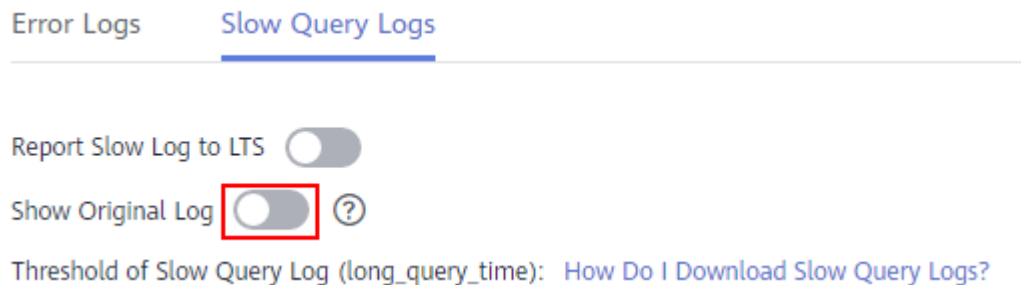 Error Logs Slow Query Logs
Report Slow Log to LTS
Show Original Log ?
Threshold of Slow Query Log (long_query_time): How Do I Download Slow Query Logs?